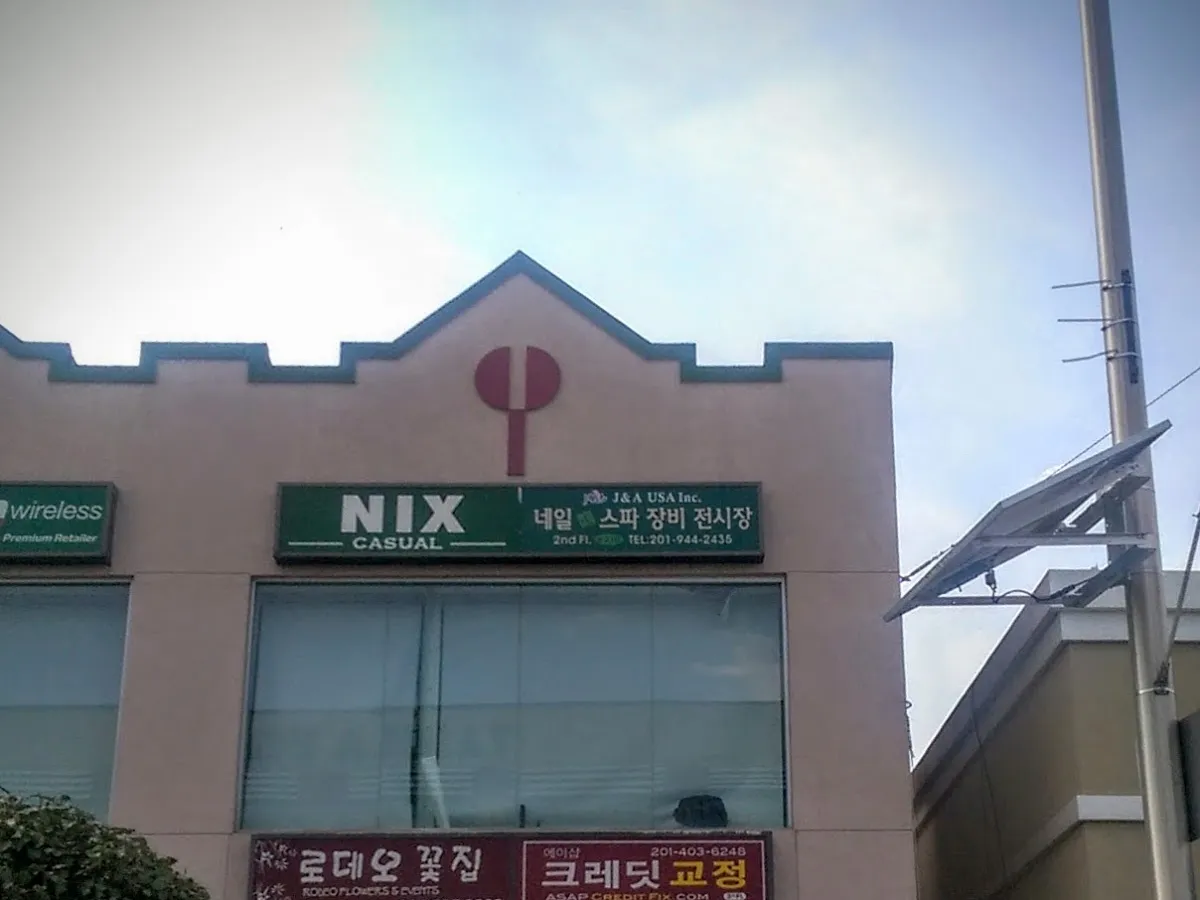 wireless
Premium Retailer
NIX
CASUAL
J&A USA Inc.
네일 스파 장비 전시장
2nd Fl. TEL:201-944-2435
로데오 꽃집
RODEO FLOWERS & EVENTS
에이삽 201-403-6248
크레딧 교정
ASAP CREDIT FIX.COM